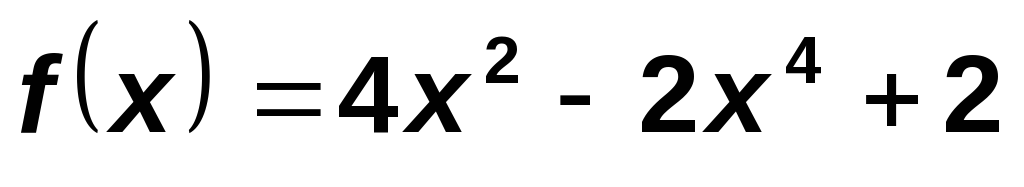 f(x) = 4x² - 2x⁴ + 2